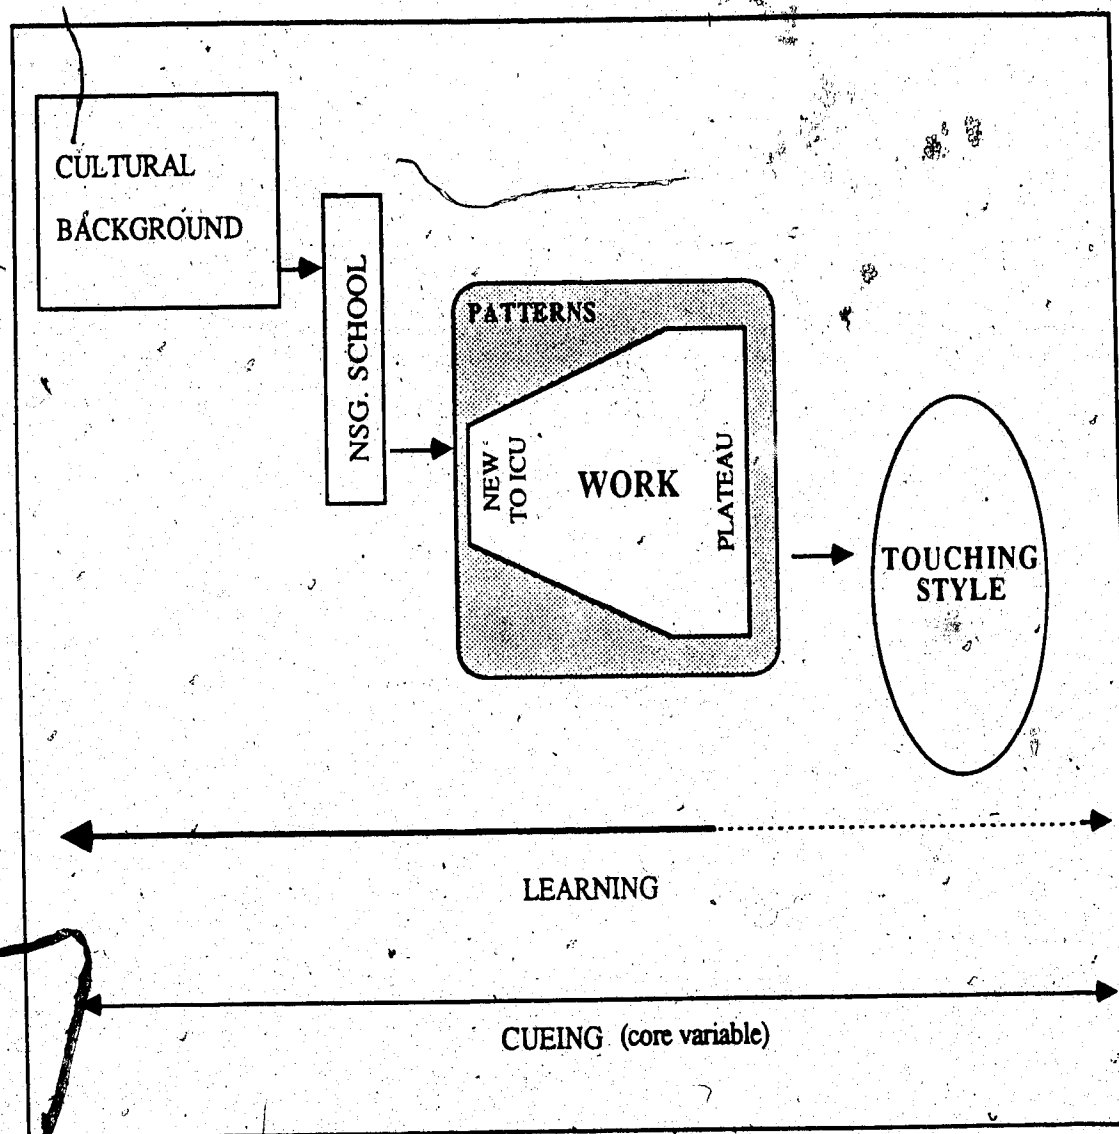 CULTURAL
BACKGROUND
NSG. SCHOOL
PATTERNS
NEW
TO ICU
WORK
PLATEAU
TOUCHING
STYLE
LEARNING
CUEING (core variable)